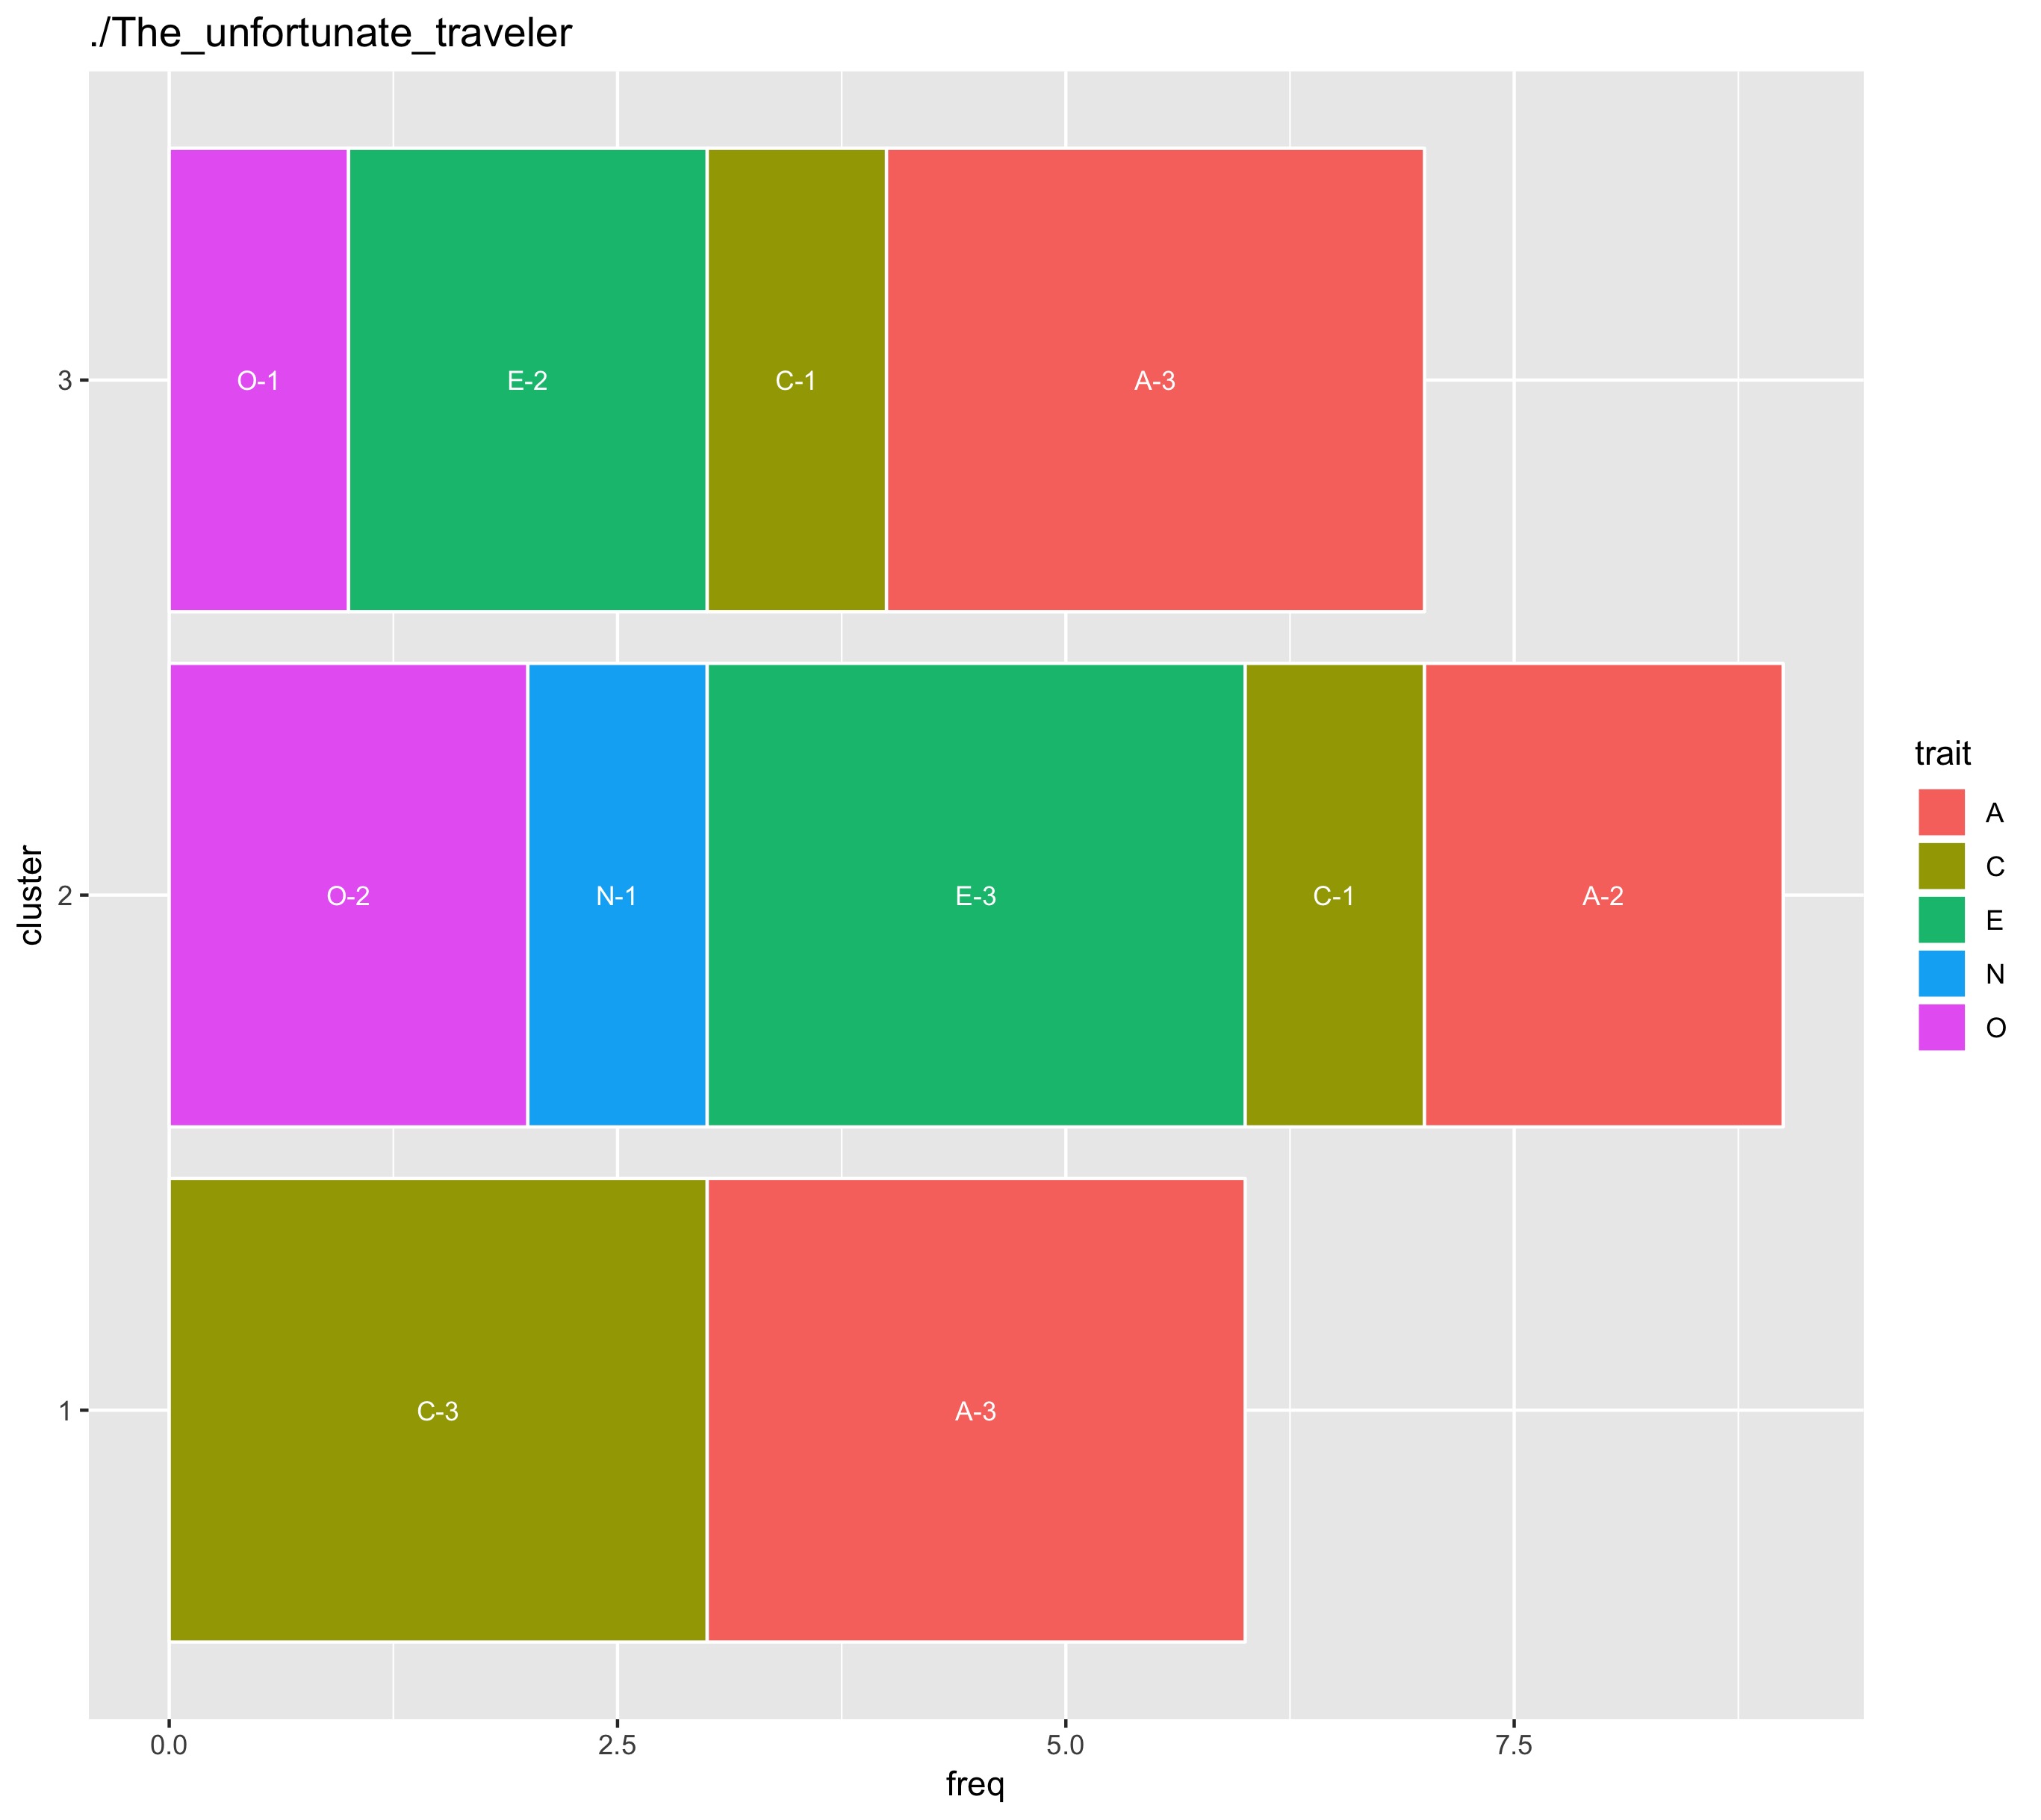 ./The_unfortunate_traveler
3
O-1
E-2
C-1
A-3
2
O-2
N-1
E-3
C-1
A-2
1
C-3
A-3
cluster
0.0
2.5
5.0
7.5
freq
trait
A
C
E
N
O